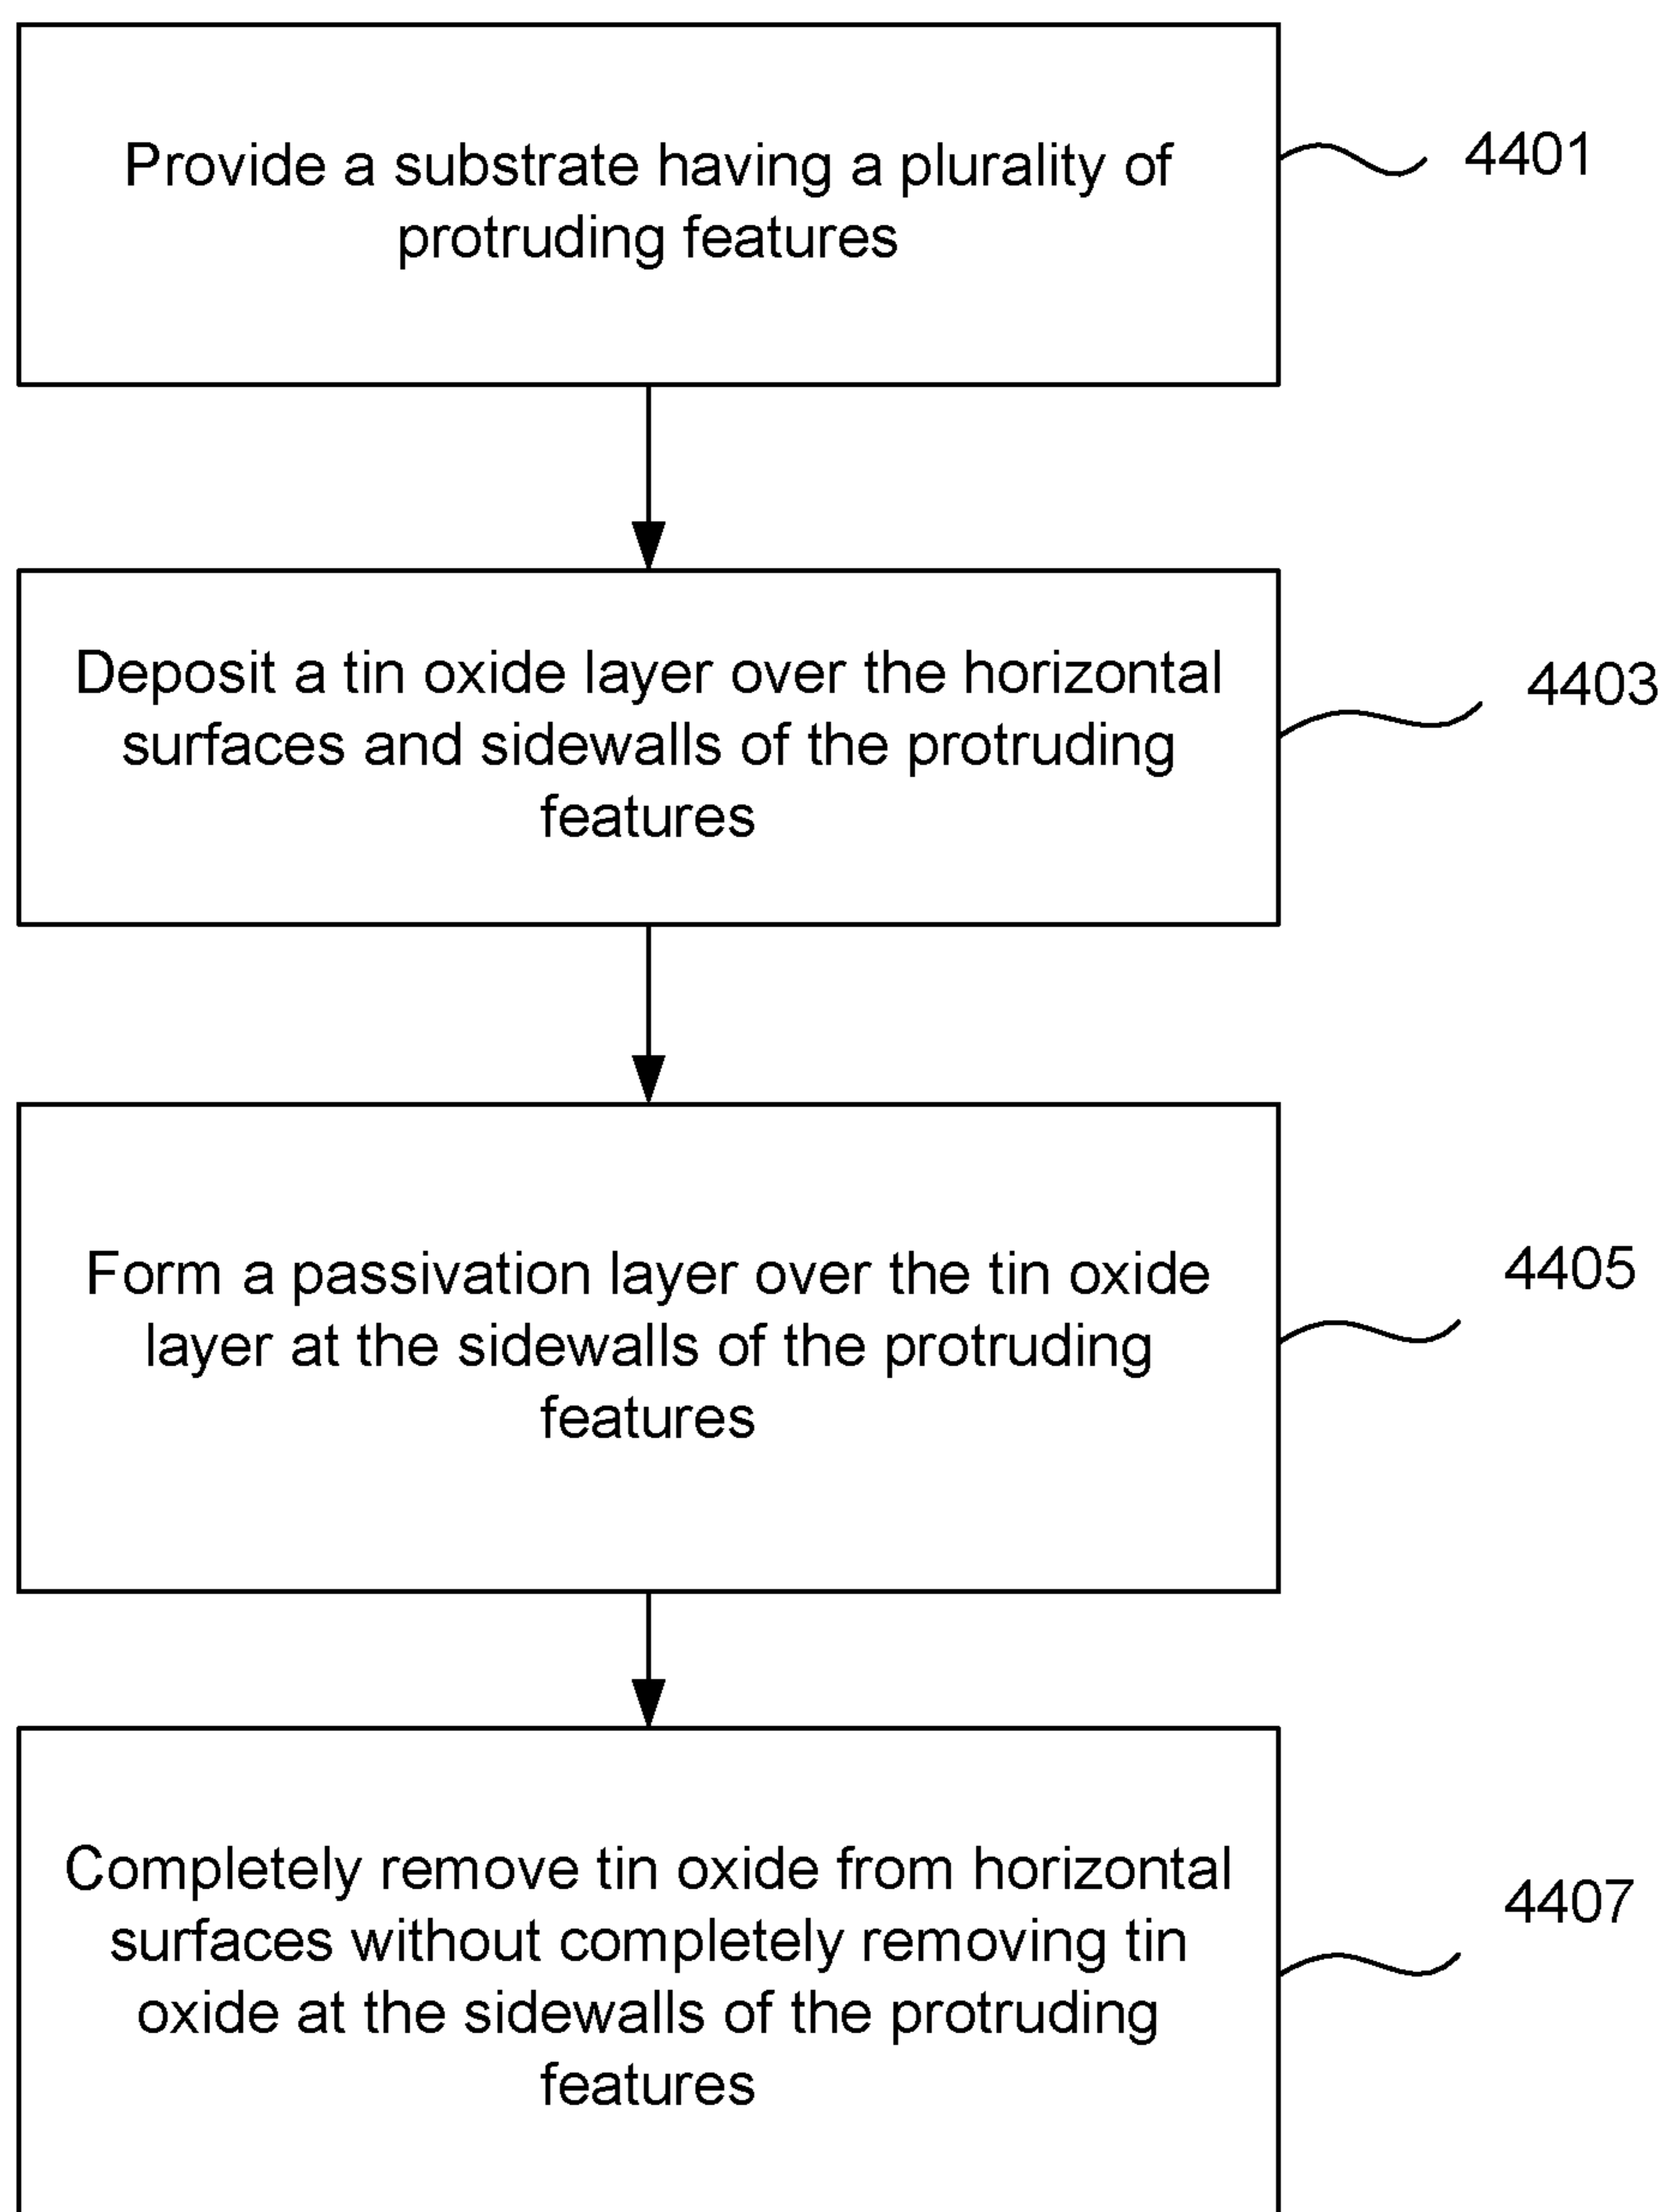 Provide a substrate having a plurality of
protruding features
4401
Deposit a tin oxide layer over the horizontal
surfaces and sidewalls of the protruding
features
4403
Form a passivation layer over the tin oxide
layer at the sidewalls of the protruding
features
4405
Completely remove tin oxide from horizontal
surfaces without completely removing tin
oxide at the sidewalls of the protruding
features
4407